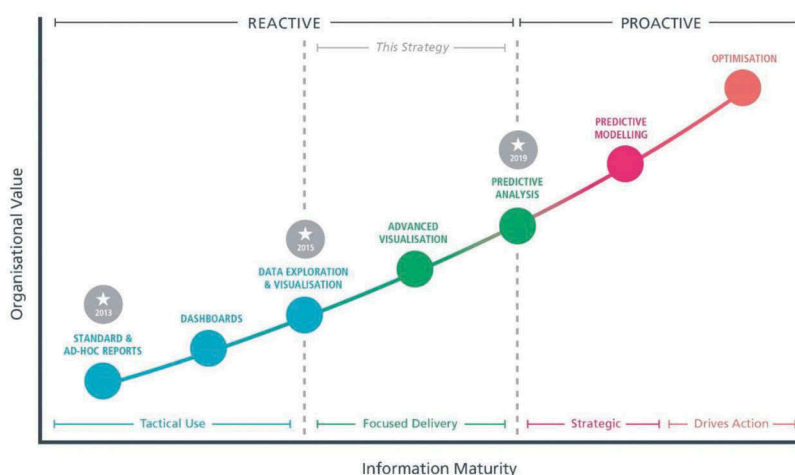 REACTIVE
PROACTIVE
This Strategy
OPTIMISATION
PREDICTIVE
MODELLING
2019
PREDICTIVE
ANALYSIS
ADVANCED
VISUALISATION
2015
DATA EXPLORATION
& VISUALISATION
2013
DASHBOARDS
STANDARD &
AD-HOC REPORTS
Organisational Value
Tactical Use
Focused Delivery
Strategic
Drives Action
Information Maturity